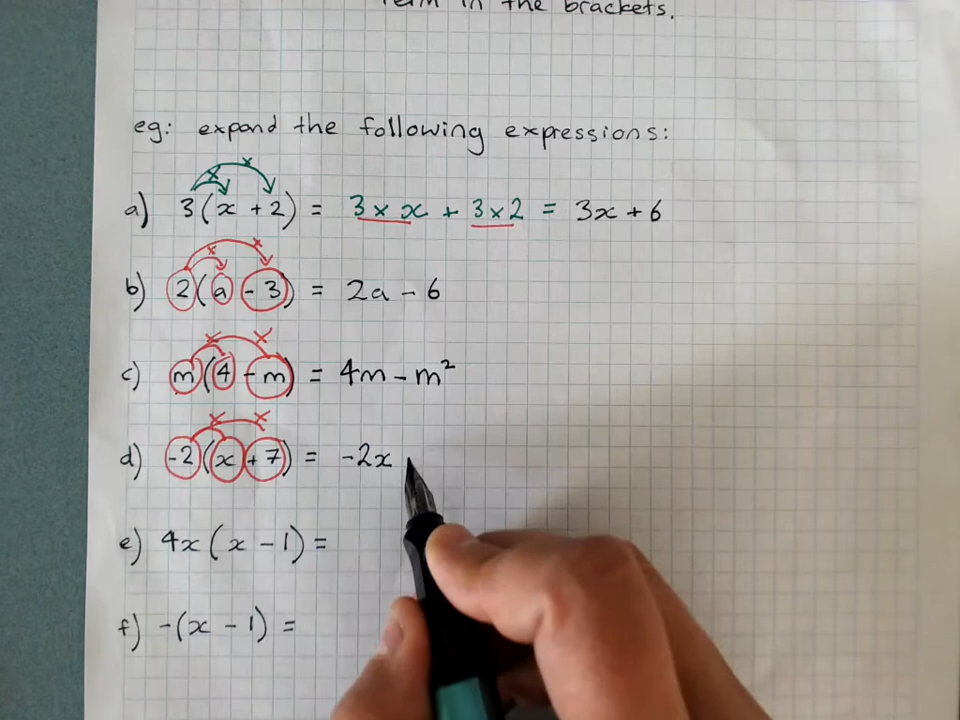 term in the brackets.
eg: expand the following expressions:
a) 3(x + 2) = 3 × x + 3 × 2 = 3x + 6
b) 2(a - 3) = 2a - 6
c) m(4 - m) = 4m - m²
d) -2(x + 7) = -2x
e) 4x(x - 1) =
f) -(x - 1) =